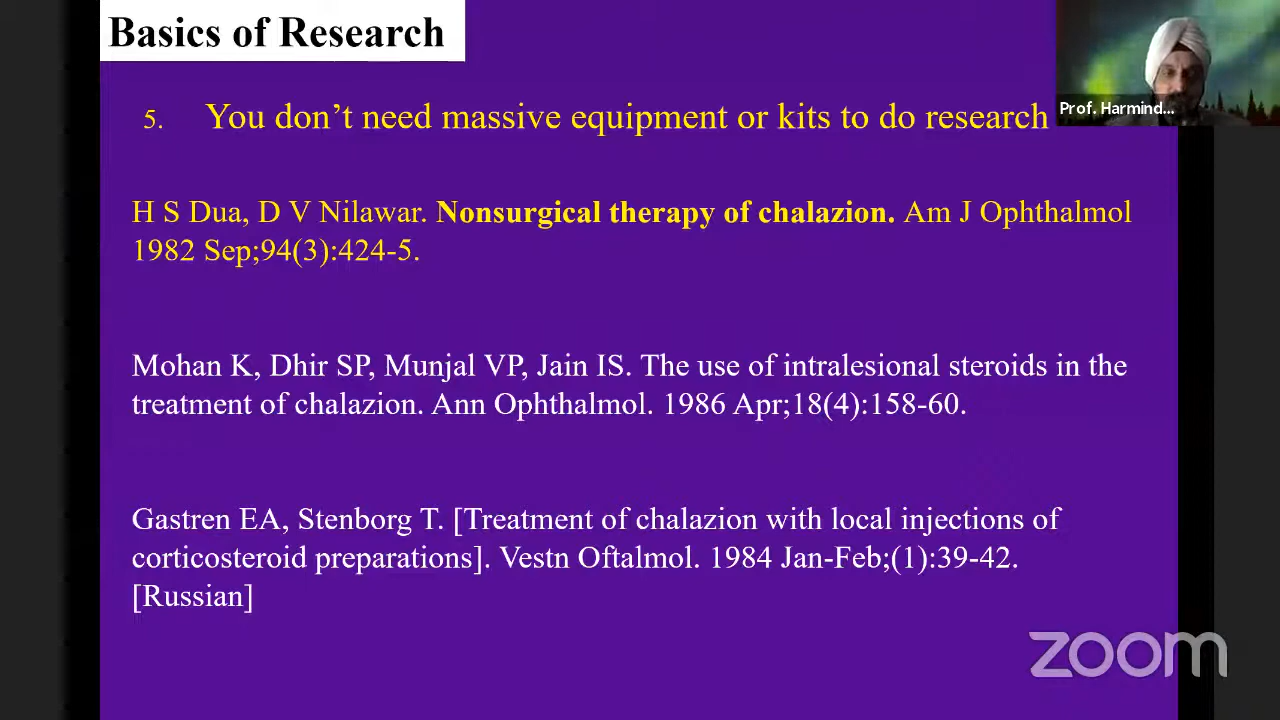 Basics of Research
Prof. Harmind...
5. You don’t need massive equipment or kits to do research
H S Dua, D V Nilawar. Nonsurgical therapy of chalazion. Am J Ophthalmol
1982 Sep;94(3):424-5.
Mohan K, Dhir SP, Munjal VP, Jain IS. The use of intralesional steroids in the
treatment of chalazion. Ann Ophthalmol. 1986 Apr;18(4):158-60.
Gastren EA, Stenborg T. [Treatment of chalazion with local injections of
corticosteroid preparations]. Vestn Oftalmol. 1984 Jan-Feb;(1):39-42.
[Russian]
zoom